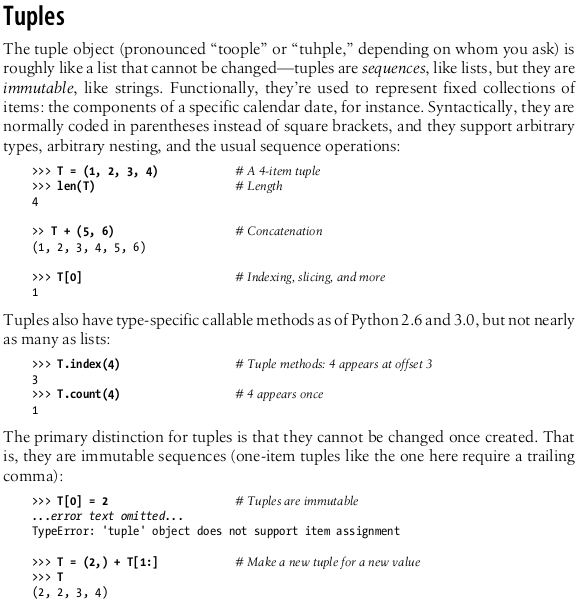 Tuples
The tuple object (pronounced “toople” or “tuhple,” depending on whom you ask) is
roughly like a list that cannot be changed—tuples are sequences, like lists, but they are
immutable, like strings. Functionally, they’re used to represent fixed collections of
items: the components of a specific calendar date, for instance. Syntactically, they are
normally coded in parentheses instead of square brackets, and they support arbitrary
types, arbitrary nesting, and the usual sequence operations:
>>> T = (1, 2, 3, 4) # A 4-item tuple
>>> len(T) # Length
4
>> T + (5, 6) # Concatenation
(1, 2, 3, 4, 5, 6)
>>> T[0] # Indexing, slicing, and more
1
Tuples also have type-specific callable methods as of Python 2.6 and 3.0, but not nearly
as many as lists:
>>> T.index(4) # Tuple methods: 4 appears at offset 3
3
>>> T.count(4) # 4 appears once
1
The primary distinction for tuples is that they cannot be changed once created. That
is, they are immutable sequences (one-item tuples like the one here require a trailing
comma):
>>> T[0] = 2 # Tuples are immutable
...error text omitted...
TypeError: 'tuple' object does not support item assignment
>>> T = (2,) + T[1:] # Make a new tuple for a new value
>>> T
(2, 2, 3, 4)